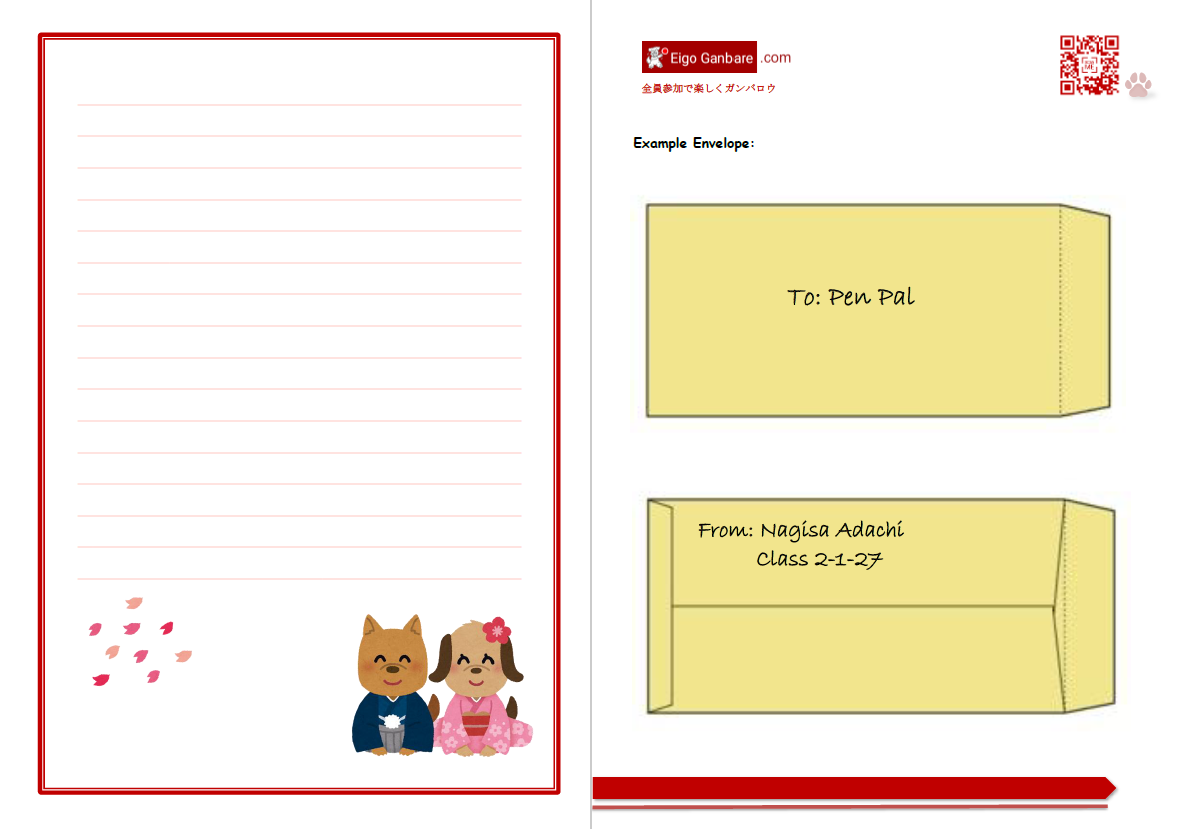 Eigo Ganbare .com
全員参加で楽しくガンバロウ
Example Envelope:
To: Pen Pal
From: Nagisa Adachi
Class 2-1-27